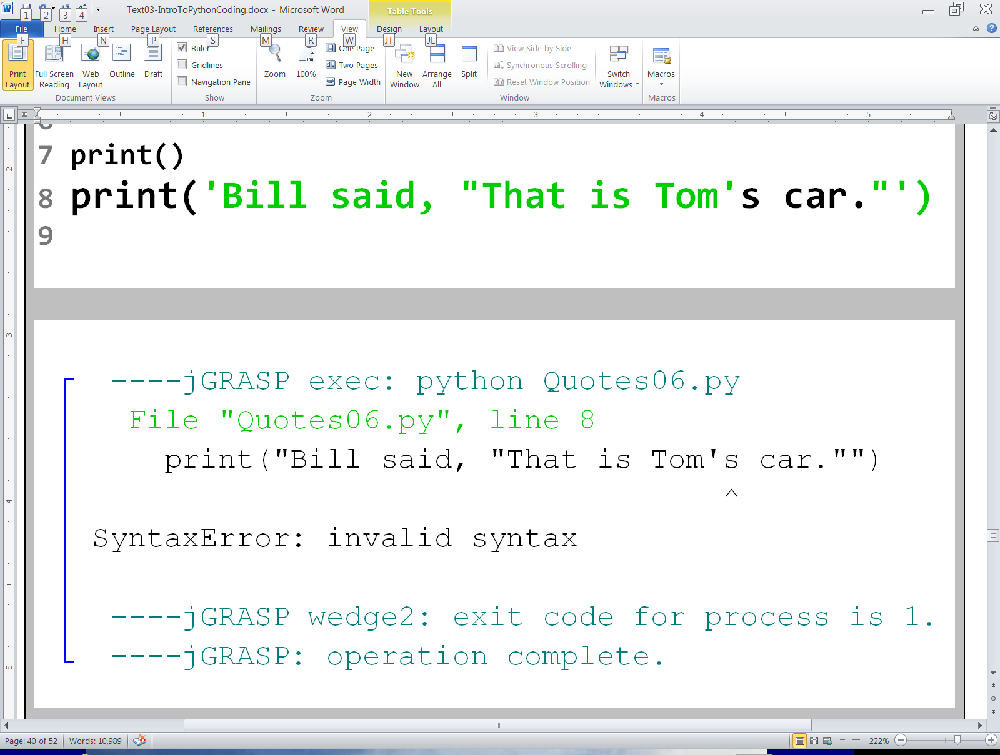 Text03-IntroToPythonCoding.docx - Microsoft Word
Table Tools
1 2 3 4
File Home Insert Page Layout References Mailings Review View Design Layout
F H N P S M R W JT JL
Print Layout
Full Screen Reading
Web Layout
Outline
Draft
Document Views
Ruler
Gridlines
Navigation Pane
Show
Zoom
100%
One Page
Two Pages
Page Width
Zoom
New Window
Arrange All
Split
View Side by Side
Synchronous Scrolling
Reset Window Position
Window
Switch Windows
Macros
Macros
1 2 3 4 5
6
7 print()
8 print('Bill said, "That is Tom's car."')
9
----jGRASP exec: python Quotes06.py
File "Quotes06.py", line 8
print("Bill said, "That is Tom's car."")
^
SyntaxError: invalid syntax
----jGRASP wedge2: exit code for process is 1.
----jGRASP: operation complete.
2
3
4
5
Page: 40 of 52 Words: 10,989 222%